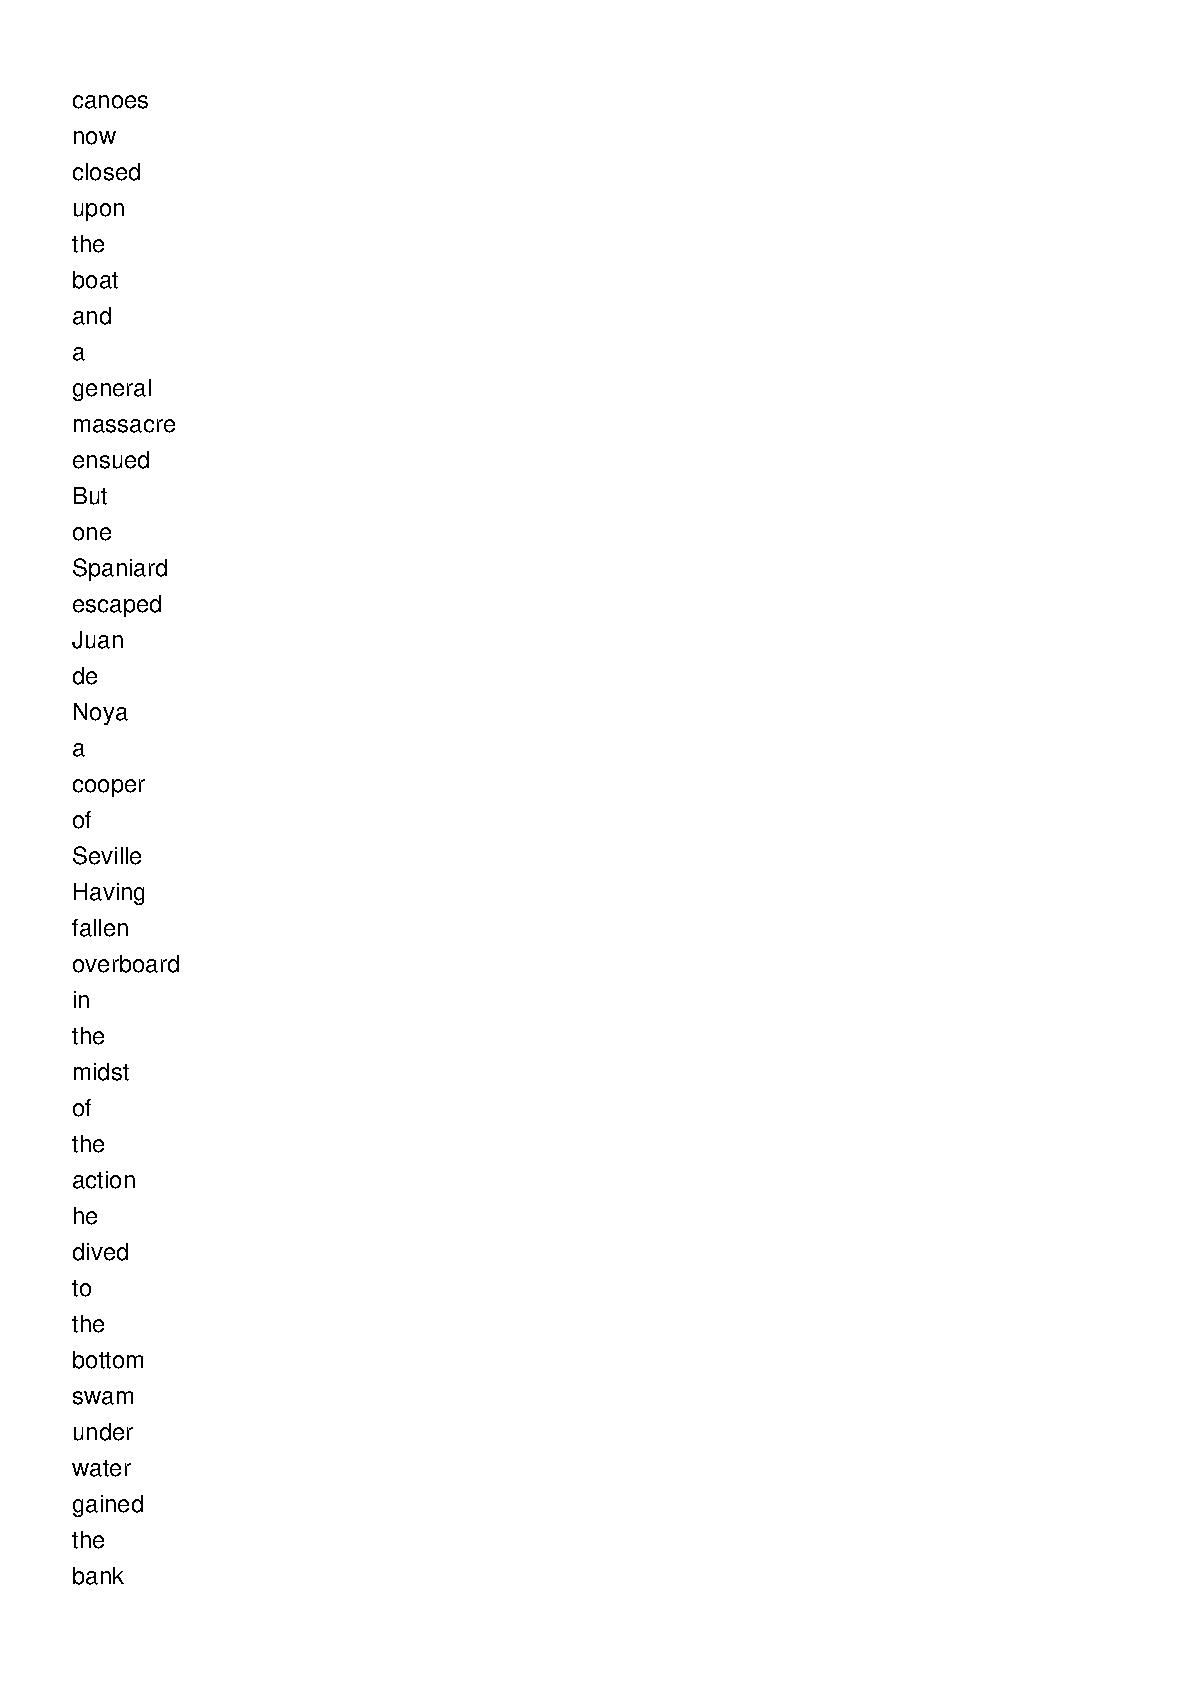 canoes
now
closed
upon
the
boat
and
a
general
massacre
ensued
But
one
Spaniard
escaped
Juan
de
Noya
a
cooper
of
Seville
Having
fallen
overboard
in
the
midst
of
the
action
he
dived
to
the
bottom
swam
under
water
gained
the
bank